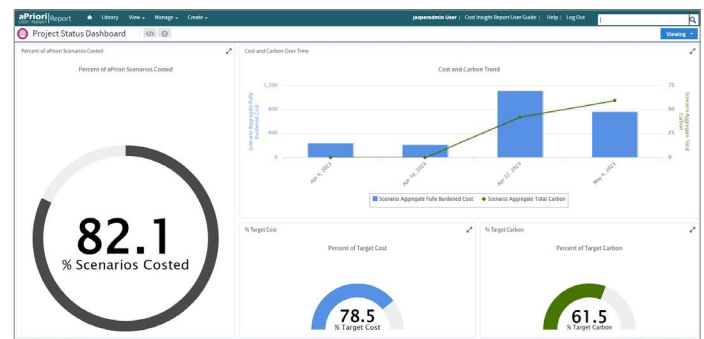 aPriori Report Library View Manage Create jasperadmin User | Cost Insight Report User Guide | Help | Log Out
COST INSIGHT
Project Status Dashboard </> Viewing
Percent of aPriori Scenarios Costed
Percent of aPriori Scenarios Costed
82.1
% Scenarios Costed
Cost and Carbon Over Time
Cost and Carbon Trend
Scenario Aggregate Fully
Burdened Cost
1,200
800
400
0
75
50
25
0
Scenario Aggregate Total
Carbon
Apr 4, 2023
Apr 10, 2023
Apr 27, 2023
May 4, 2023
Scenario Aggregate Fully Burdened Cost Scenario Aggregate Total Carbon
% Target Cost
Percent of Target Cost
78.5
% Target Cost
% Target Carbon
Percent of Target Carbon
61.5
% Target Carbon